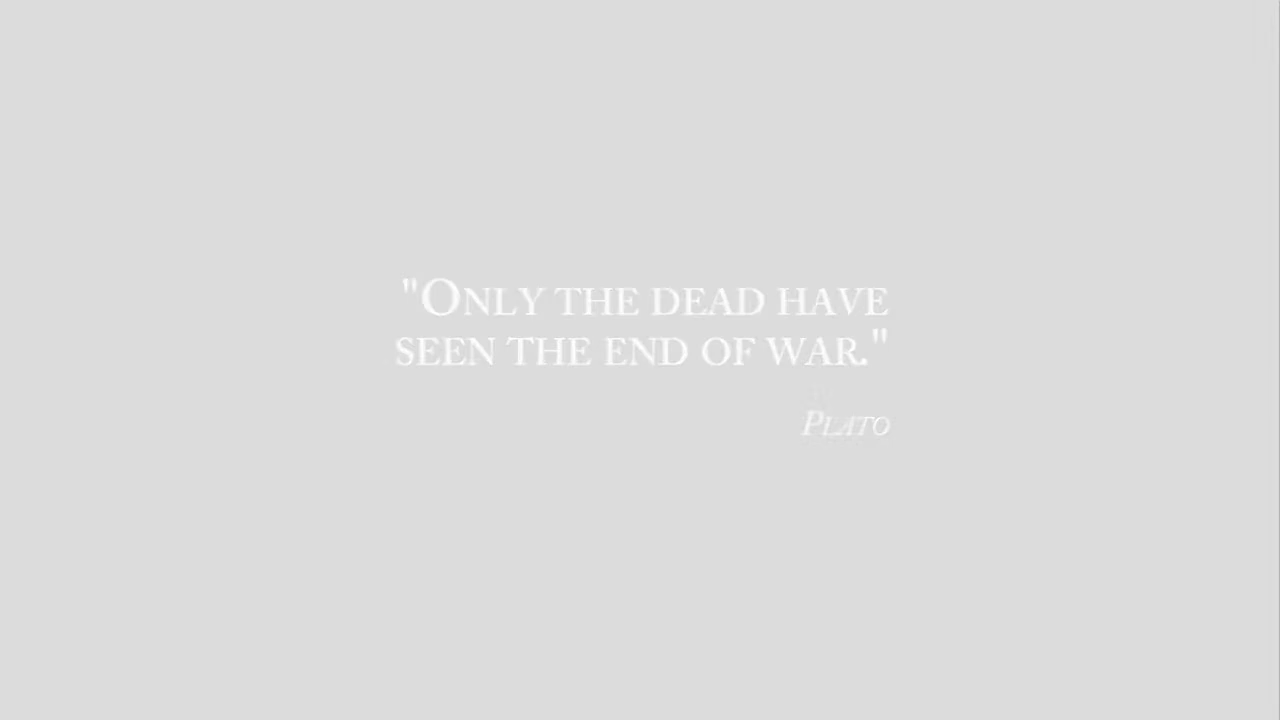 "Only the dead have
seen the end of war."
Plato